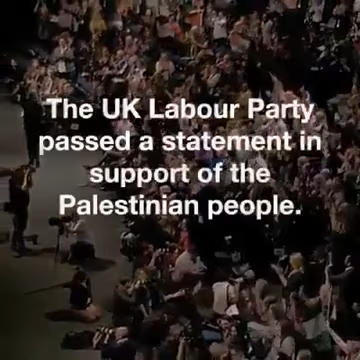 The UK Labour Party
passed a statement in
support of the
Palestinian people.